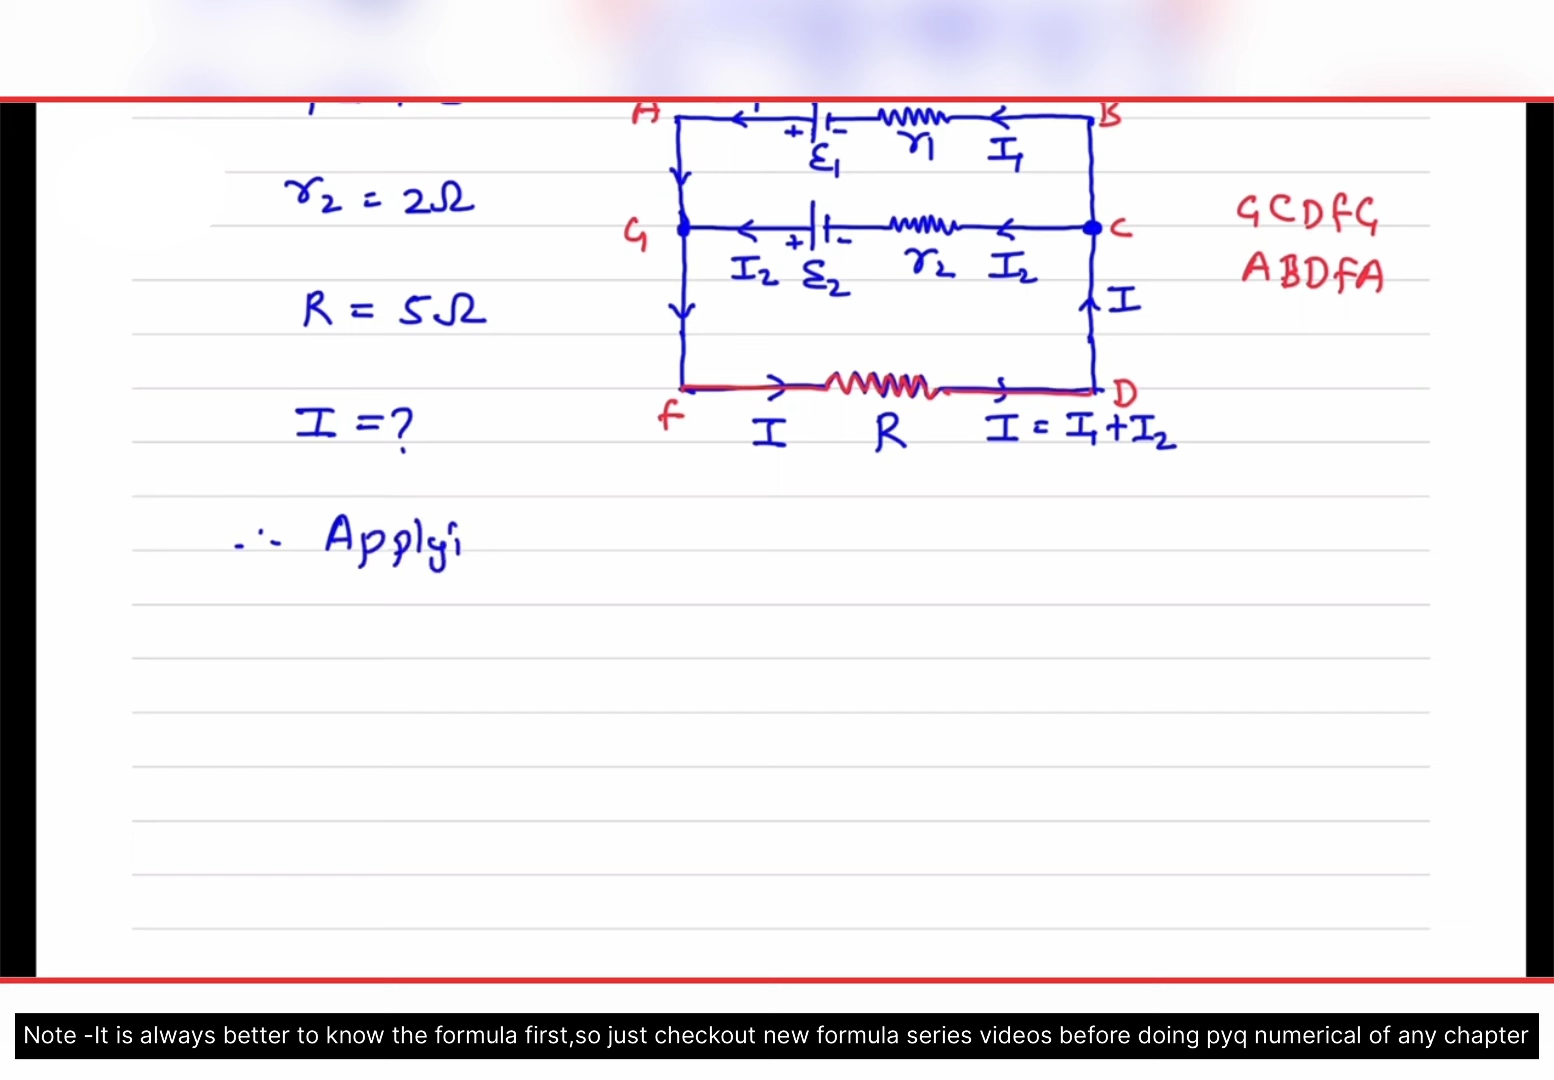 A B
+ - ε₁ r₁ I₁
r₂ = 2Ω
G C
+ - I₂ ε₂ r₂ I₂
GCDFG
ABDFA
R = 5Ω
I
F D
I R I = I₁+I₂
I = ?
∴ Applyi
Note -It is always better to know the formula first,so just checkout new formula series videos before doing pyq numerical of any chapter